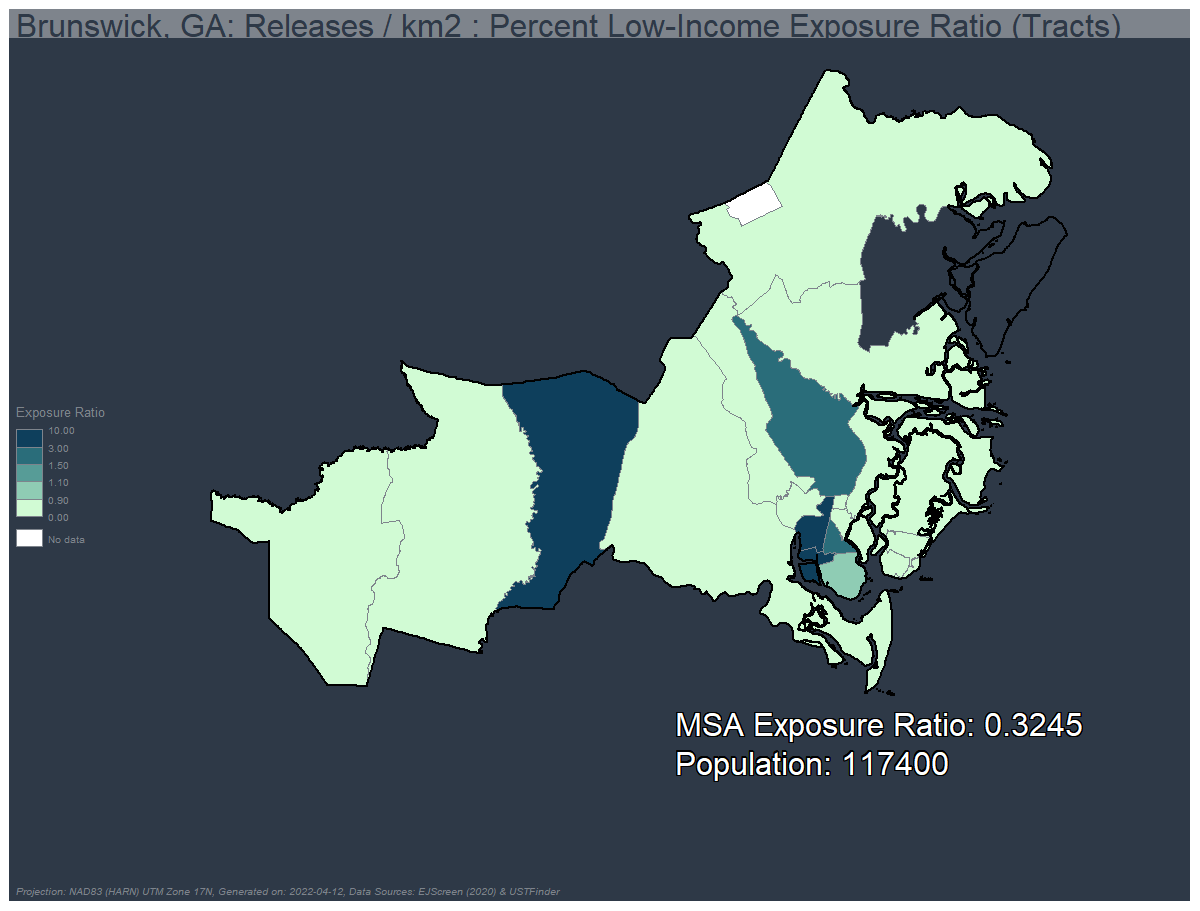 Brunswick, GA: Releases / km2 : Percent Low-Income Exposure Ratio (Tracts)
Exposure Ratio
10.00
3.00
1.50
1.10
0.90
0.00
No data
MSA Exposure Ratio: 0.3245
Population: 117400
Projection: NAD83 (HARN) UTM Zone 17N, Generated on: 2022-04-12, Data Sources: EJScreen (2020) & USTFinder